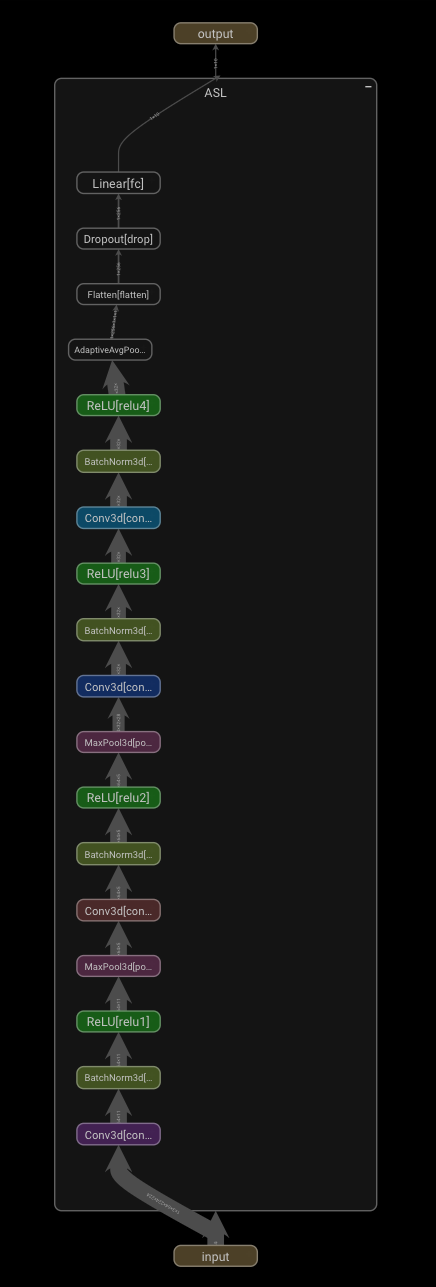 output
ASL
Linear[fc]
Dropout[drop]
Flatten[flatten]
AdaptiveAvgPoo...
ReLU[relu4]
BatchNorm3d[...
Conv3d[con...
ReLU[relu3]
BatchNorm3d[...
Conv3d[con...
MaxPool3d[po...
ReLU[relu2]
BatchNorm3d[...
Conv3d[con...
MaxPool3d[po...
ReLU[relu1]
BatchNorm3d[...
Conv3d[con...
input